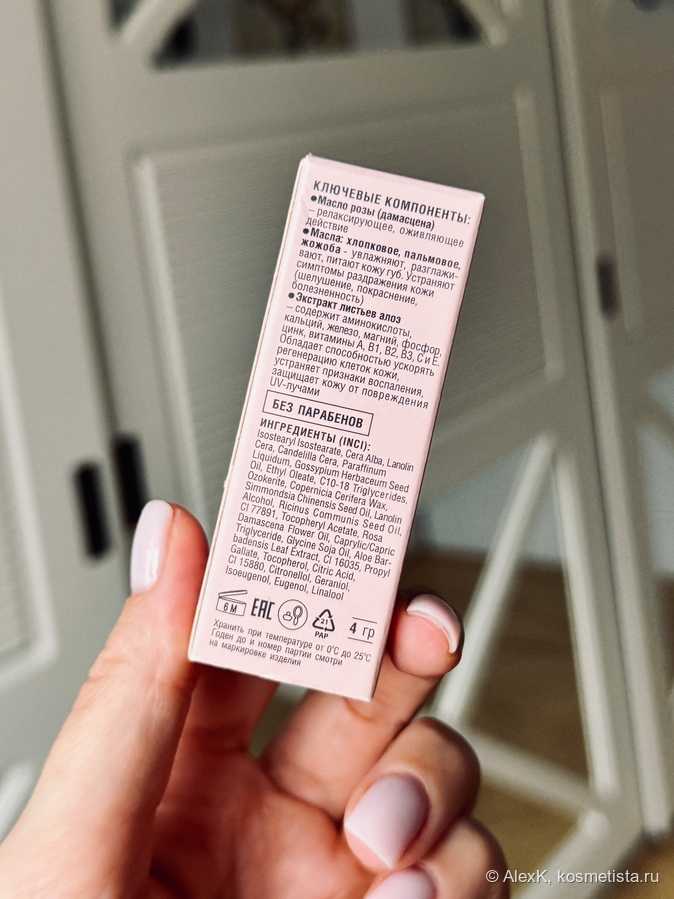 КЛЮЧЕВЫЕ КОМПОНЕНТЫ:
●Масло розы (дамасцена)
– релаксирующее, оживляющее
действие
●Масла: хлопковое, пальмовое,
жожоба - увлажняют, разглажи-
вают, питают кожу губ. Устраняют
симптомы раздражения кожи
(шелушение, покраснение,
болезненность)
●Экстракт листьев алоэ
– содержит аминокислоты,
кальций, железо, магний, фосфор,
цинк, витамины А, В1, В2, В3, С и Е.
Обладает способностью ускорять
регенерацию клеток кожи,
устраняет признаки воспаления,
защищает кожу от повреждения
UV-лучами
БЕЗ ПАРАБЕНОВ
ИНГРЕДИЕНТЫ (INCI):
Isostearyl Isostearate, Cera Alba, Lanolin
Cera, Candelilla Cera, Paraffinum
Liquidum, Gossypium Herbaceum Seed
Oil, Ethyl Oleate, C10-18 Triglycerides,
Ozokerite, Copernicia Cerifera Wax,
Simmondsia Chinensis Seed Oil, Lanolin
Alcohol, Ricinus Communis Seed Oil,
CI 77891, Tocopheryl Acetate, Rosa
Damascena Flower Oil, Caprylic/Capric
Triglyceride, Glycine Soja Oil, Aloe Bar-
badensis Leaf Extract, CI 16035, Propyl
Gallate, Tocopherol, Citric Acid,
CI 15880, Citronellol, Geraniol,
Isoeugenol, Eugenol, Linalool
6 М EAC 21 PAP 4 гр
Хранить при температуре от 0°С до 25°С
Годен до и номер партии смотри
на маркировке изделия
© AlexK, kosmetista.ru